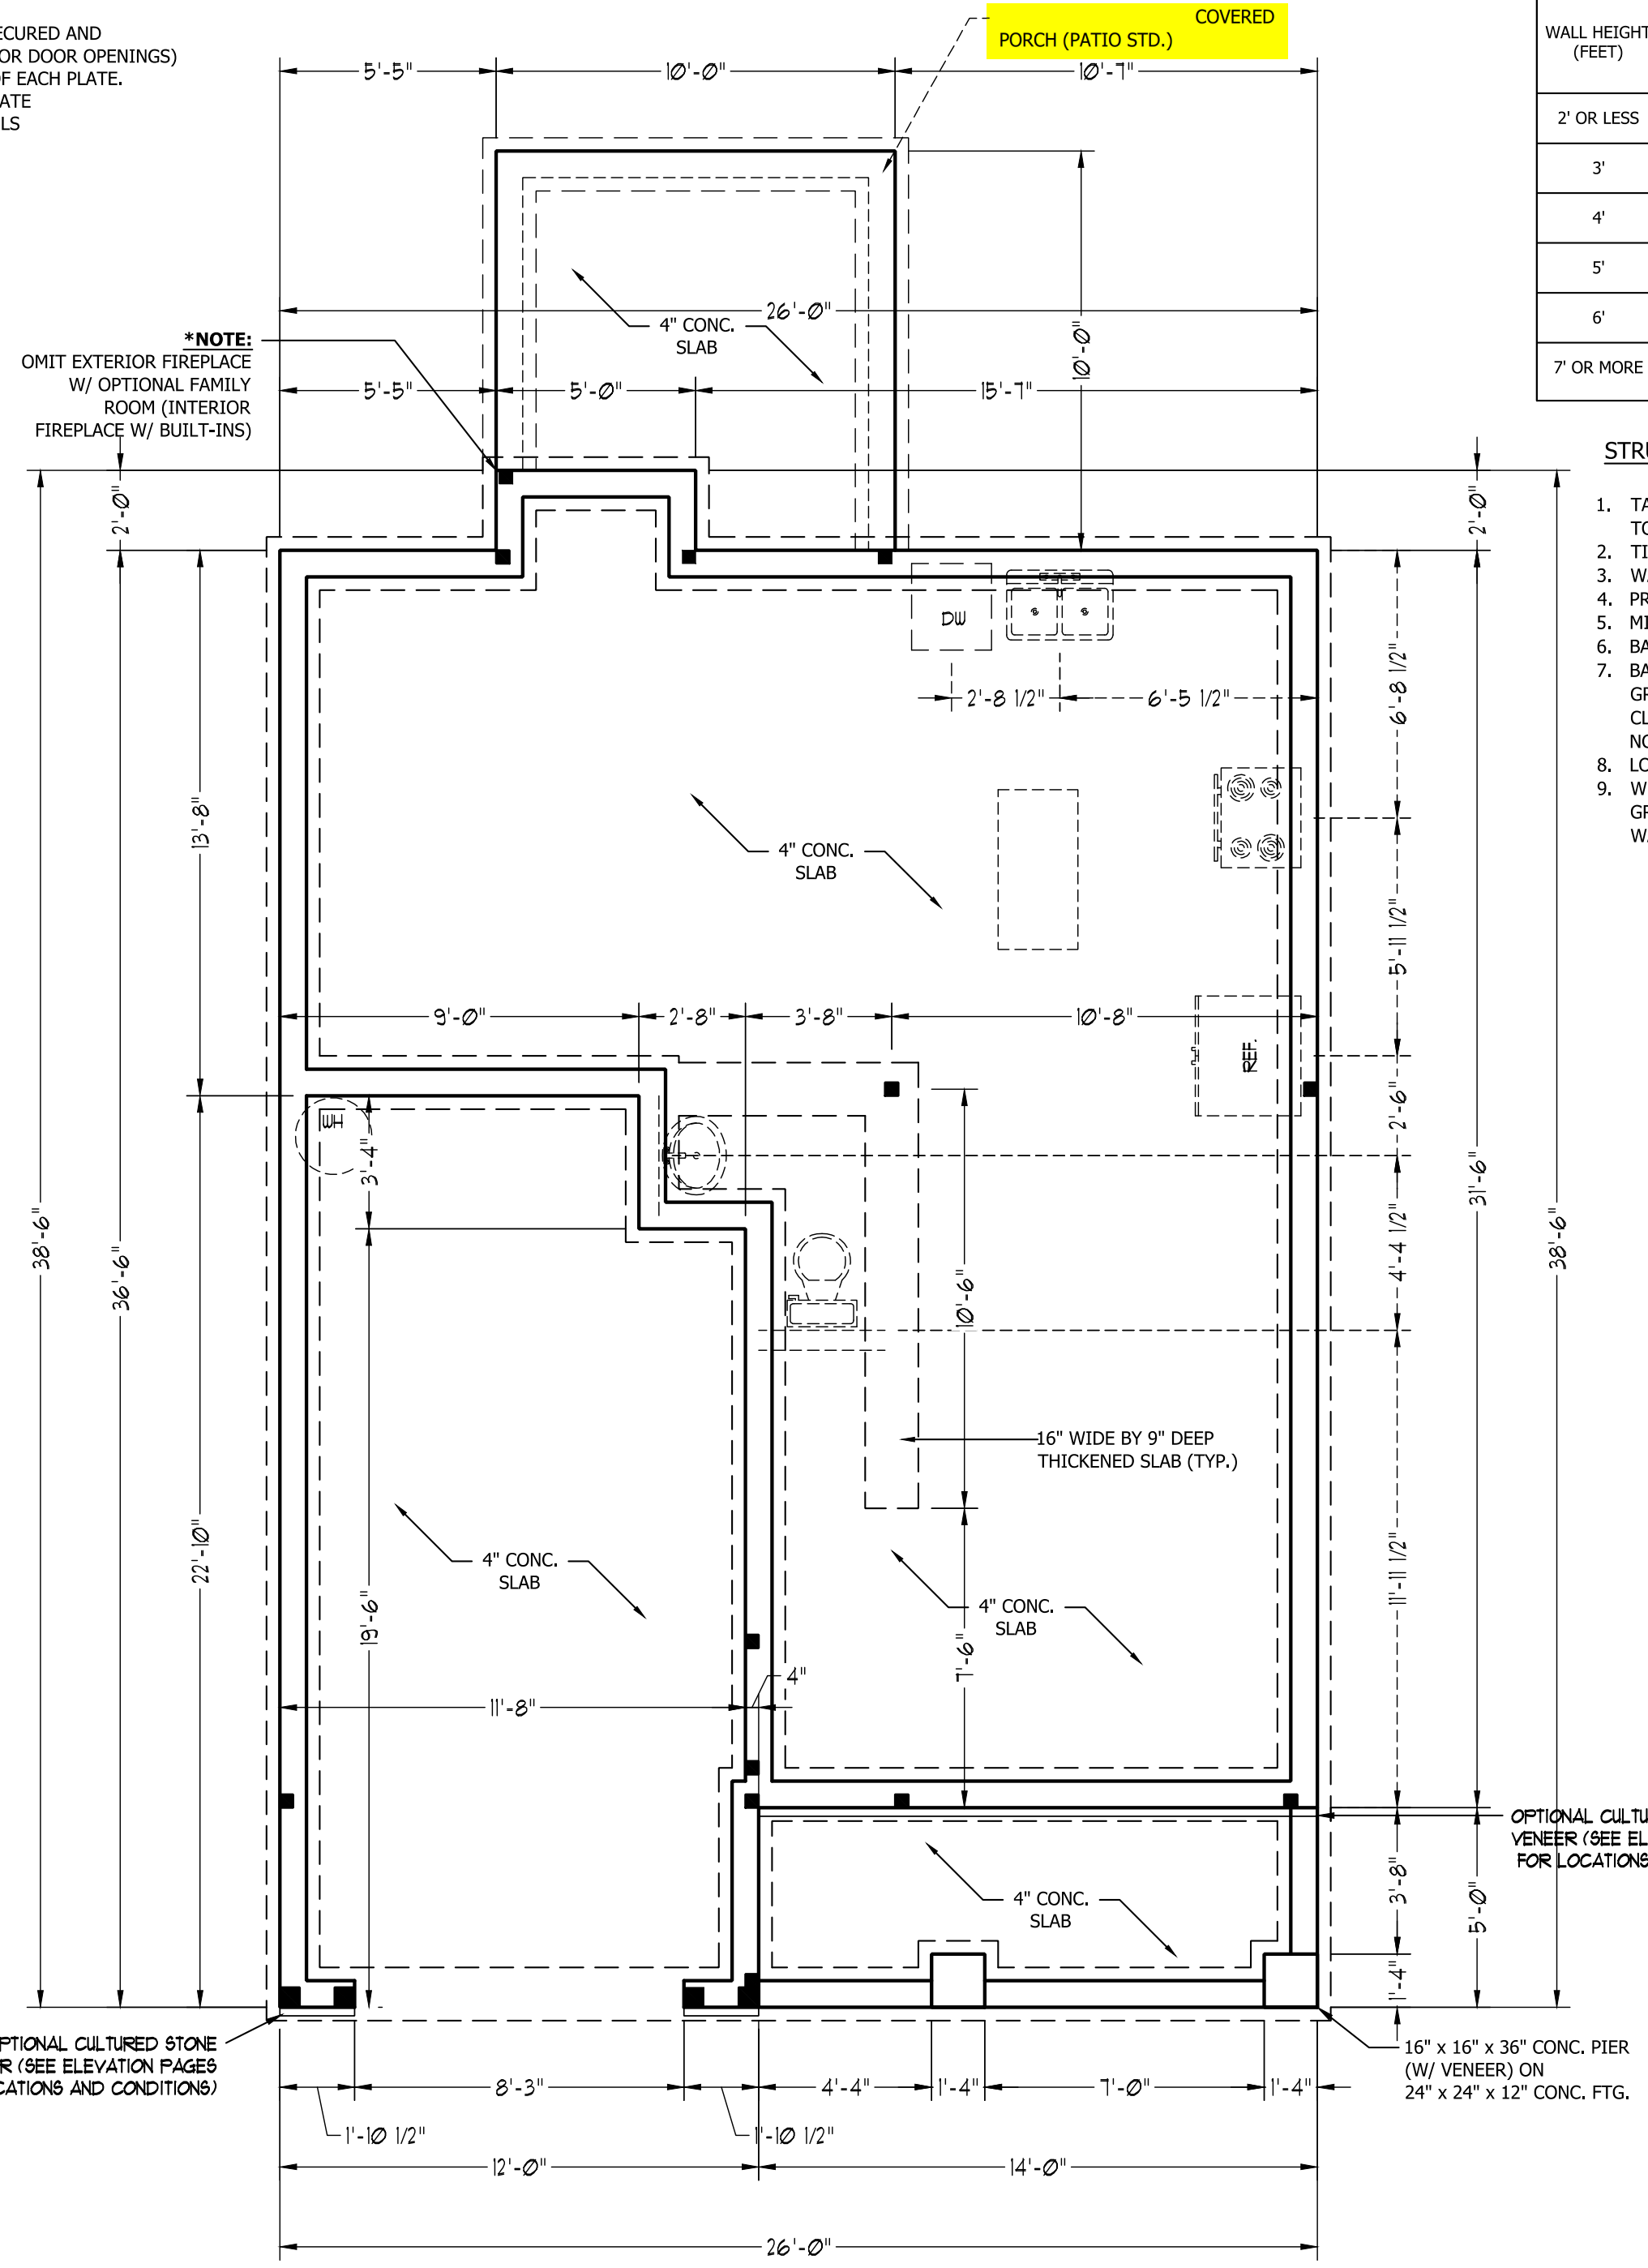 ECURED AND
OR DOOR OPENINGS)
OF EACH PLATE.
ATE
LS
COVERED
PORCH (PATIO STD.)
WALL HEIGHT
(FEET)
2' OR LESS
3'
4'
5'
6'
7' OR MORE
5'-5"
10'-0"
10'-7"
26'-0"
4" CONC.
SLAB
10'-0"
*NOTE:
OMIT EXTERIOR FIREPLACE
W/ OPTIONAL FAMILY
ROOM (INTERIOR
FIREPLACE W/ BUILT-INS)
5'-5"
5'-0"
15'-7"
2'-0"
2'-0"
STRU
1. TA
TO
2. TI
3. W
4. PR
5. MI
6. BA
7. BA
GR
CL
NO
8. LO
9. W
GR
W
DW
2'-8 1/2"
6'-5 1/2"
6'-8 1/2"
13'-8"
4" CONC.
SLAB
5'-11 1/2"
9'-0"
2'-8"
3'-8"
10'-8"
REF.
2'-6"
WH
3'-4"
38'-6"
36'-6"
10'-6"
4'-4 1/2"
31'-6"
38'-6"
16" WIDE BY 9" DEEP
THICKENED SLAB (TYP.)
22'-10"
4" CONC.
SLAB
19'-6"
4" CONC.
SLAB
7'-6"
11'-11 1/2"
4"
11'-8"
OPTIONAL CULTU
VENEER (SEE EL
FOR LOCATIONS
4" CONC.
SLAB
3'-8"
5'-0"
1'-4"
PTIONAL CULTURED STONE
R (SEE ELEVATION PAGES
CATIONS AND CONDITIONS)
16" x 16" x 36" CONC. PIER
(W/ VENEER) ON
24" x 24" x 12" CONC. FTG.
8'-3"
4'-4"
1'-4"
7'-0"
1'-4"
1'-10 1/2"
1'-10 1/2"
12'-0"
14'-0"
26'-0"